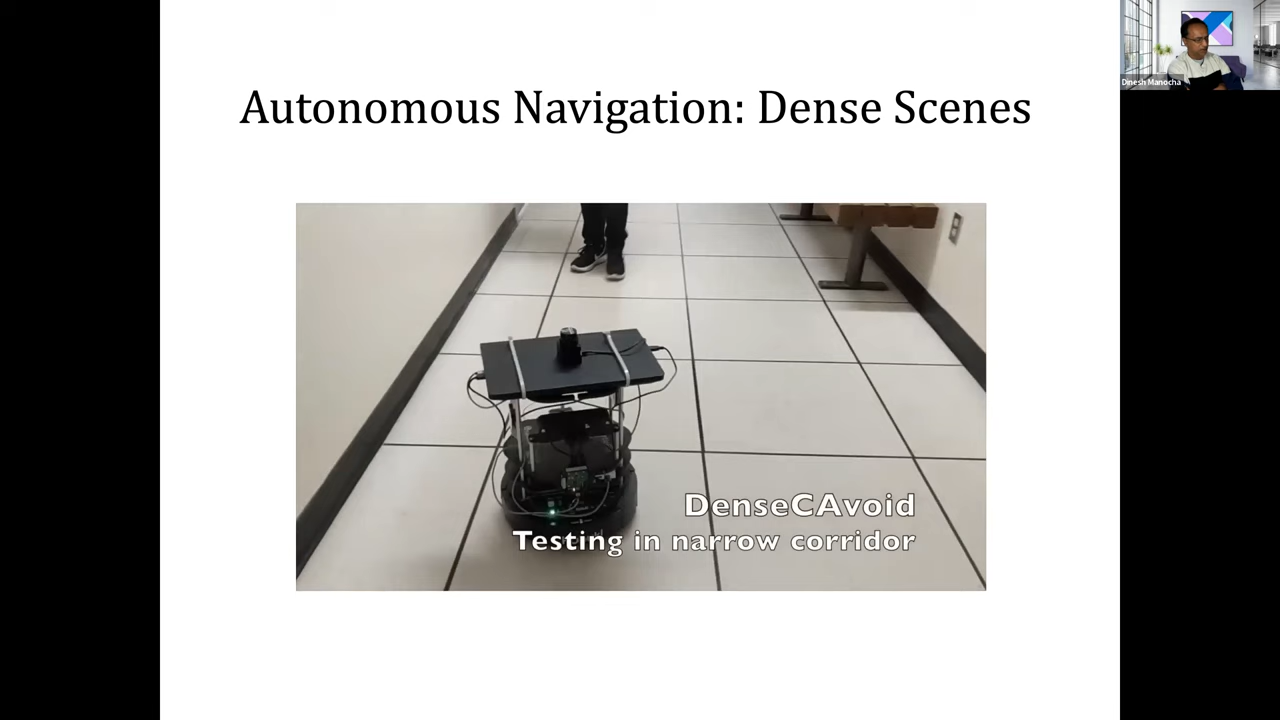 Autonomous Navigation: Dense Scenes
Dinesh Manocha
DenseCAvoid
Testing in narrow corridor